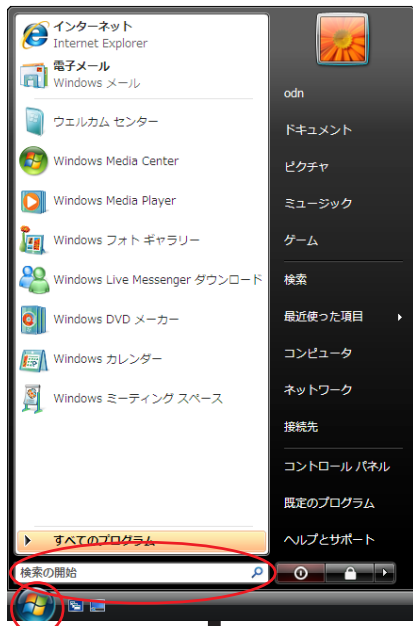 インターネット
Internet Explorer
電子メール
Windows メール
ウェルカム センター
Windows Media Center
Windows Media Player
Windows フォト ギャラリー
Windows Live Messenger ダウンロード
Windows DVD メーカー
Windows カレンダー
Windows ミーティング スペース
すべてのプログラム
検索の開始
odn
ドキュメント
ピクチャ
ミュージック
ゲーム
検索
最近使った項目
コンピュータ
ネットワーク
接続先
コントロール パネル
既定のプログラム
ヘルプとサポート